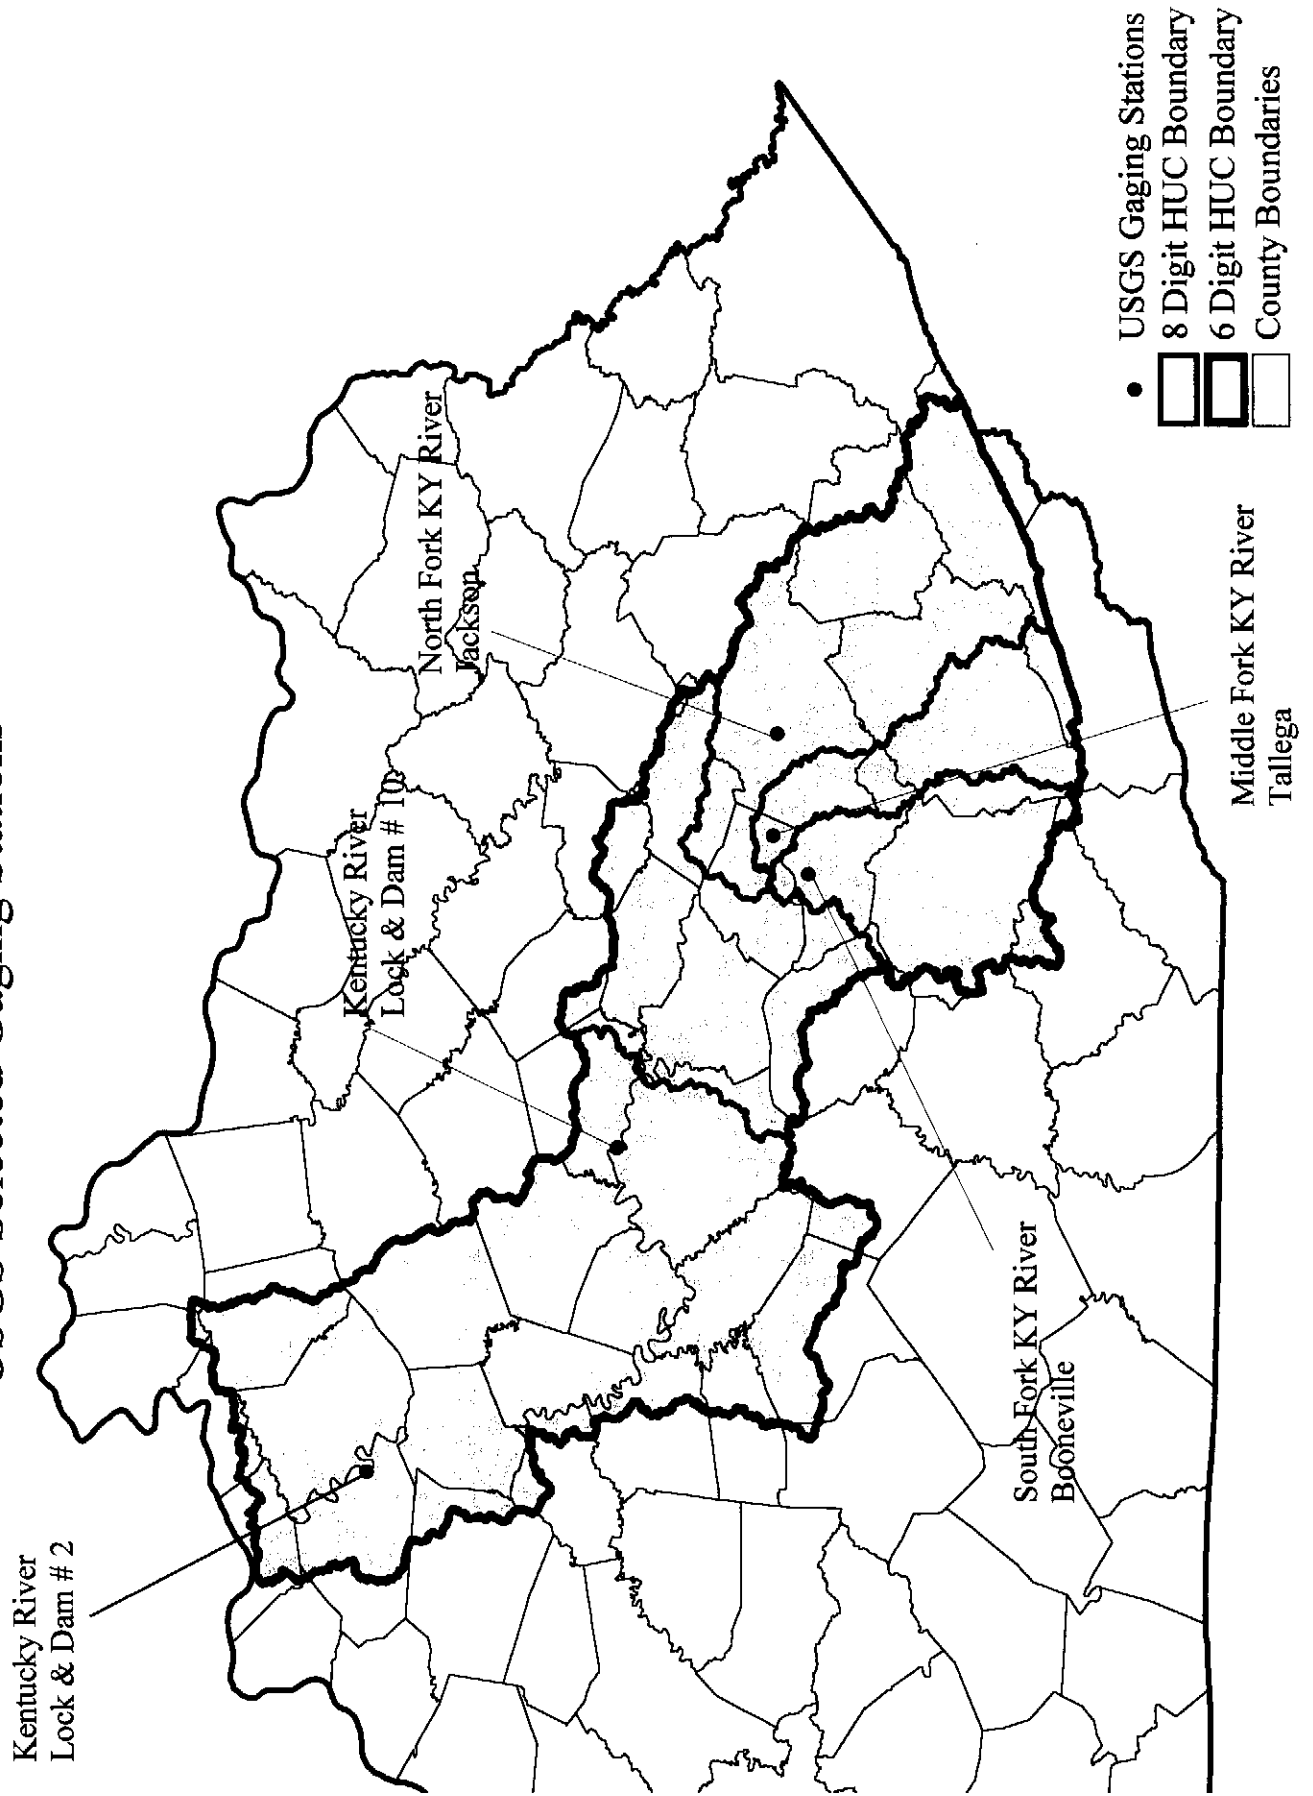 Kentucky River
Lock & Dam # 2
Kentucky River
Lock & Dam # 10
North Fork KY River
Jackson
South Fork KY River
Booneville
Middle Fork KY River
Tallega
USGS Gaging Stations
8 Digit HUC Boundary
6 Digit HUC Boundary
County Boundaries